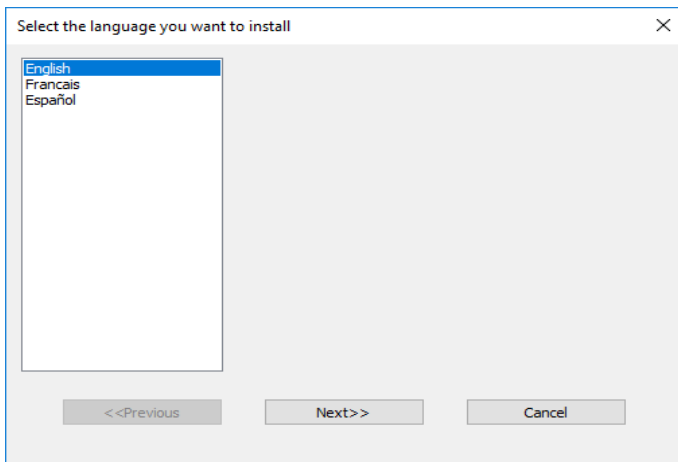 Select the language you want to install
English
Francais
Español
<<Previous
Next>>
Cancel